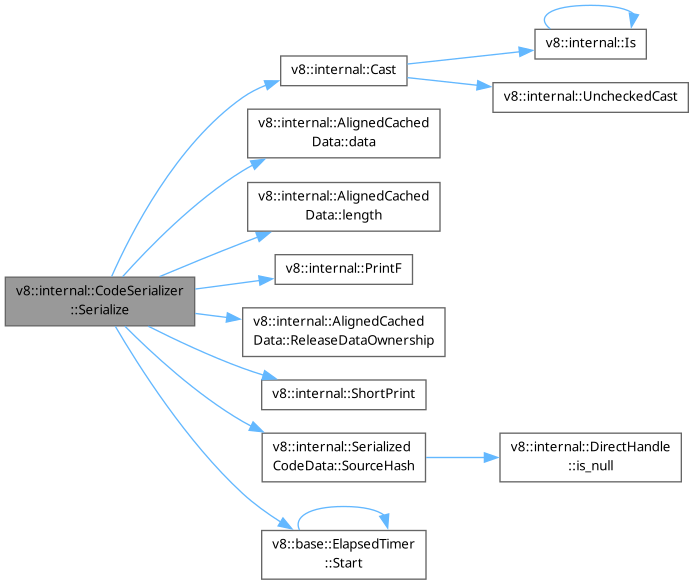 v8::internal::CodeSerializer
::Serialize
v8::internal::Cast
v8::internal::Is
v8::internal::UncheckedCast
v8::internal::AlignedCached
Data::data
v8::internal::AlignedCached
Data::length
v8::internal::PrintF
v8::internal::AlignedCached
Data::ReleaseDataOwnership
v8::internal::ShortPrint
v8::internal::Serialized
CodeData::SourceHash
v8::internal::DirectHandle
::is_null
v8::base::ElapsedTimer
::Start